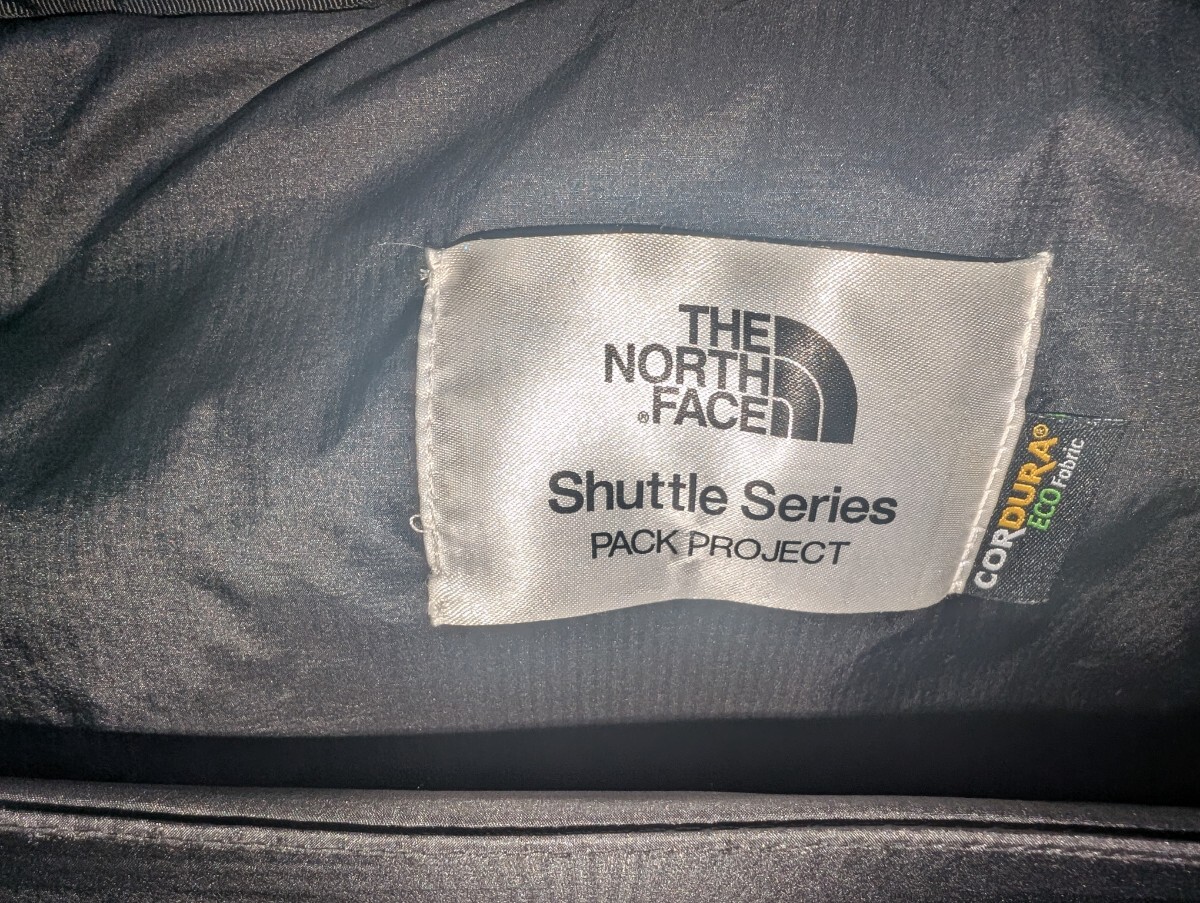 THE
NORTH
®FACE
Shuttle Series
PACK PROJECT
CORDURA®
ECO Fabric